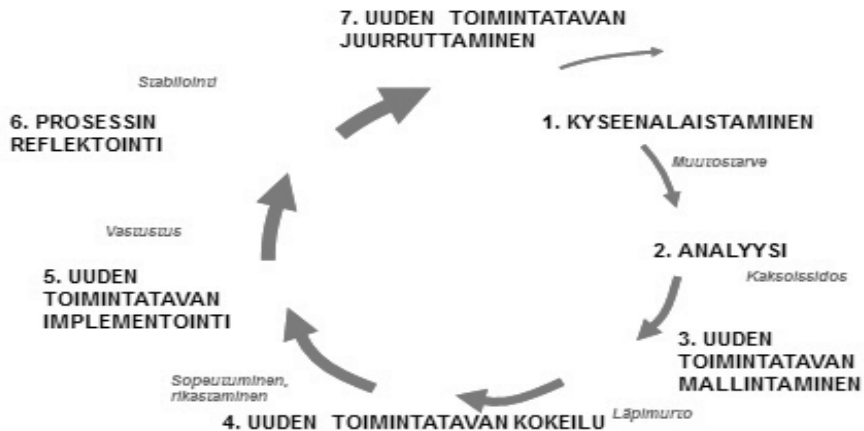 7. UUDEN TOIMINTATAVAN
JUURRUTTAMINEN
Stabilointi
6. PROSESSIN
REFLEKTOINTI
1. KYSEENALAISTAMINEN
Muutostarve
Vastustus
2. ANALYYSI
Kaksoissidos
5. UUDEN
TOIMINTATAVAN
IMPLEMENTOINTI
3. UUDEN
TOIMINTATAVAN
MALLINTAMINEN
Sopeutuminen,
rikastaminen
Läpimurto
4. UUDEN TOIMINTATAVAN KOKEILU